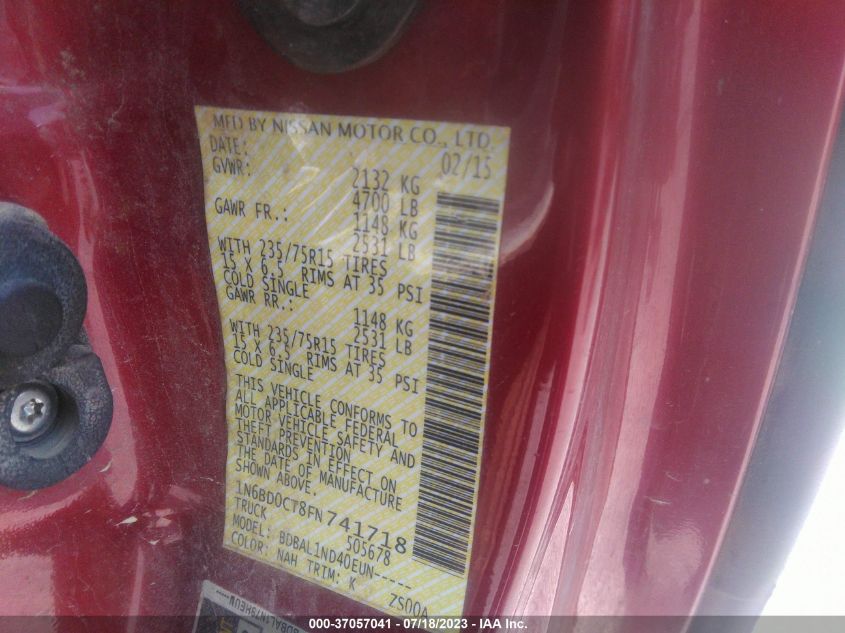 MFD BY NISSAN MOTOR CO., LTD.
DATE: 02/15
GVWR: 2132 KG
4700 LB
GAWR FR.: 1148 KG
2531 LB
WITH 235/75R15 TIRES
15 X 6.5 RIMS AT 35 PSI
COLD SINGLE
GAWR RR.: 1148 KG
2531 LB
WITH 235/75R15 TIRES
15 X 6.5 RIMS AT 35 PSI
COLD SINGLE
THIS VEHICLE CONFORMS TO
ALL APPLICABLE FEDERAL
MOTOR VEHICLE SAFETY AND
THEFT PREVENTION
STANDARDS IN EFFECT ON
THE DATE OF MANUFACTURE
SHOWN ABOVE.
1N6BD0CT8FN741718
TRUCK 505678
MODEL: BDBAL1ND40EUN-----
COLOR: NAH TRIM: K ZS00A
000-37057041 / 07/18/2023 - IAA Inc.